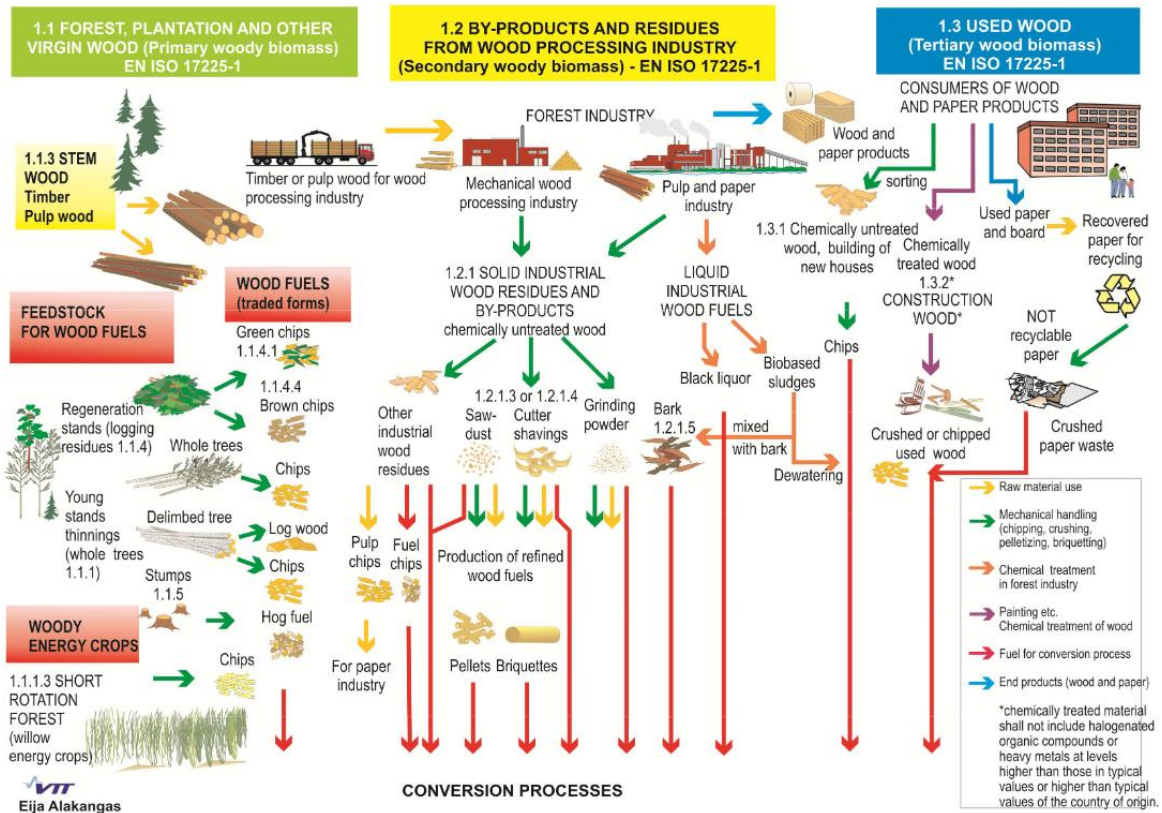 1.1 FOREST, PLANTATION AND OTHER
VIRGIN WOOD (Primary woody biomass)
EN ISO 17225-1
1.2 BY-PRODUCTS AND RESIDUES
FROM WOOD PROCESSING INDUSTRY
(Secondary woody biomass) - EN ISO 17225-1
1.3 USED WOOD
(Tertiary wood biomass)
EN ISO 17225-1
1.1.3 STEM
WOOD
Timber
Pulp wood
Timber or pulp wood for wood
processing industry
FOREST INDUSTRY
Mechanical wood
processing industry
Pulp and paper
industry
Wood and
paper products
CONSUMERS OF WOOD
AND PAPER PRODUCTS
sorting
1.3.1 Chemically untreated
wood, building of
new houses
Chemically
treated wood
1.3.2*
CONSTRUCTION
WOOD*
Used paper
and board
Recovered
paper for
recycling
NOT
recyclable
paper
Crushed
paper waste
Chips
Crushed or chipped
used wood
FEEDSTOCK
FOR WOOD FUELS
WOOD FUELS
(traded forms)
Green chips
1.1.4.1
1.1.4.4
Brown chips
Regeneration
stands (logging
residues 1.1.4)
Whole trees
Chips
Young
stands
thinnings
(whole trees
1.1.1)
Delimbed tree
Log wood
Chips
Stumps
1.1.5
Hog fuel
WOODY
ENERGY CROPS
Chips
1.1.1.3 SHORT
ROTATION
FOREST
(willow
energy crops)
1.2.1 SOLID INDUSTRIAL
WOOD RESIDUES AND
BY-PRODUCTS
chemically untreated wood
LIQUID
INDUSTRIAL
WOOD FUELS
Black liquor
Biobased
sludges
Other
industrial
wood
residues
1.2.1.3 or 1.2.1.4
Saw-
dust
Cutter
shavings
Grinding
powder
Bark
1.2.1.5
mixed
with bark
Dewatering
Pulp
chips
Fuel
chips
Production of refined
wood fuels
For paper
industry
Pellets
Briquettes
Raw material use
Mechanical handling
(chipping, crushing,
pelletizing, briquetting)
Chemical treatment
in forest industry
Painting etc.
Chemical treatment of wood
Fuel for conversion process
End products (wood and paper)
*chemically treated material
shall not include halogenated
organic compounds or
heavy metals at levels
higher than those in typical
values or higher than typical
values of the country of origin.
VTT
Eija Alakangas
CONVERSION PROCESSES